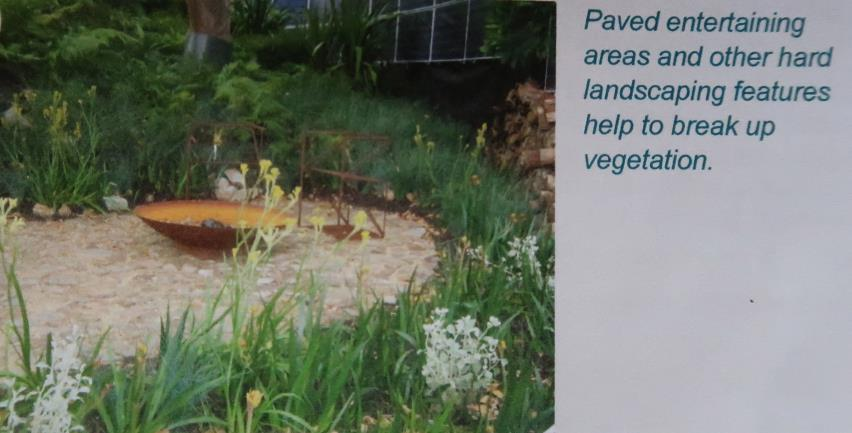 Paved entertaining
areas and other hard
landscaping features
help to break up
vegetation.